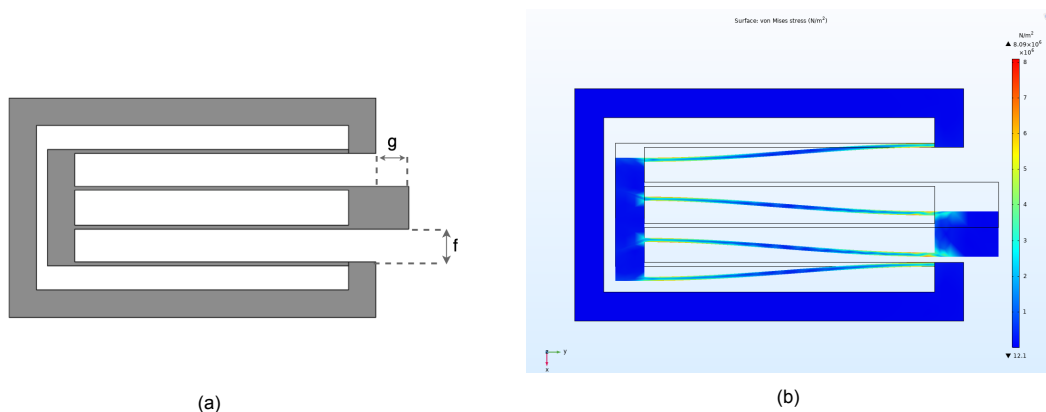 g
f
(a)
Surface: von Mises stress (N/m²)
N/m²
▲ 8.09×10⁶
×10⁶
8
7
6
5
4
3
2
1
▼ 12.1
y
x
(b)